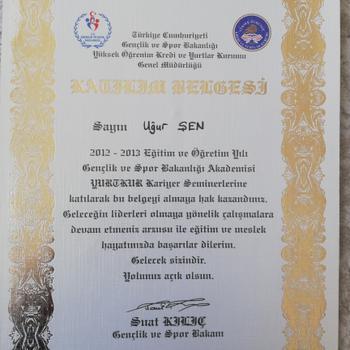 Türkiye Cumhuriyeti
Gençlik ve Spor Bakanlığı
Yüksek Öğrenim Kredi ve Yurtlar Kurumu
Genel Müdürlüğü
KATILIM BELGESİ
Sayın Uğur ŞEN
2012 - 2013 Eğitim ve Öğretim Yılı
Gençlik ve Spor Bakanlığı Akademisi
YURTKUR Kariyer Seminerlerine
katılarak bu belgeyi almaya hak kazandınız.
Geleceğin liderleri olmaya yönelik çalışmalara
devam etmeniz arzusu ile eğitim ve meslek
hayatınızda başarılar dilerim.
Gelecek sizindir.
Yolunuz açık olsun.
Suat KILIÇ
Gençlik ve Spor Bakanı